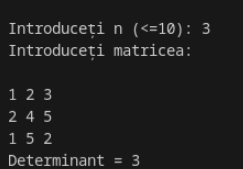 Introduceți n (<=10): 3
Introduceți matricea:
1 2 3
2 4 5
1 5 2
Determinant = 3